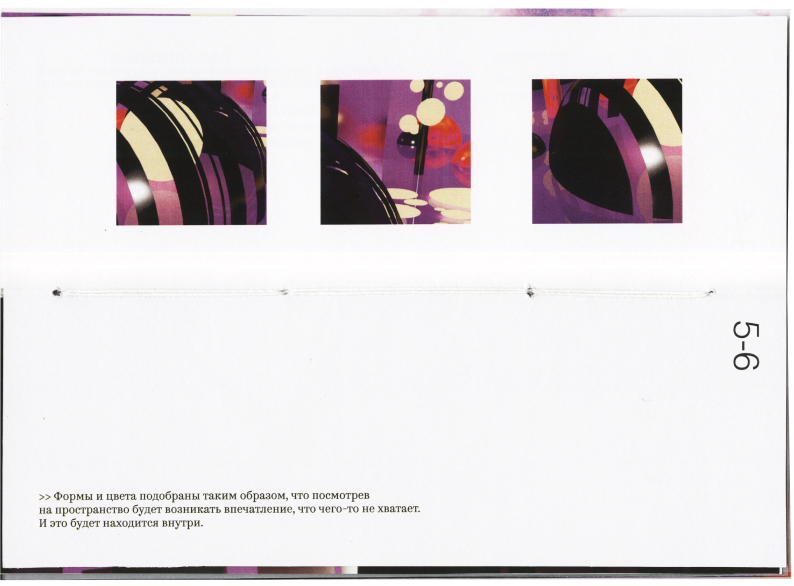 5-6
>> Формы и цвета подобраны таким образом, что посмотрев
на пространство будет возникать впечатление, что чего-то не хватает.
И это будет находится внутри.